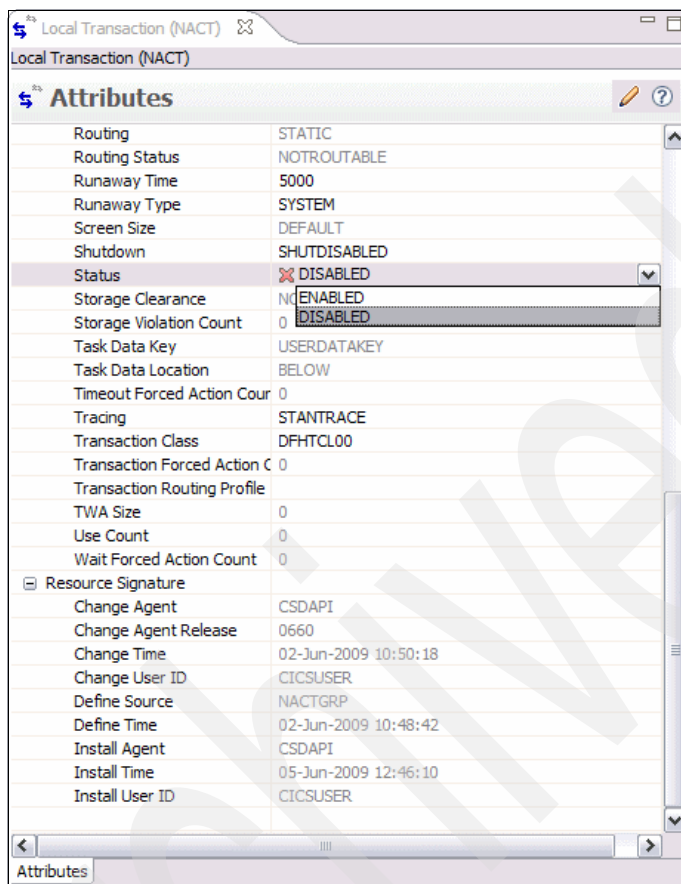 Local Transaction (NACT)
Local Transaction (NACT)
Attributes
Routing STATIC
Routing Status NOTROUTABLE
Runaway Time 5000
Runaway Type SYSTEM
Screen Size DEFAULT
Shutdown SHUTDISABLED
Status DISABLED
Storage Clearance NO ENABLED
Storage Violation Count 0 DISABLED
Task Data Key USERDATAKEY
Task Data Location BELOW
Timeout Forced Action Cour 0
Tracing STANTRACE
Transaction Class DFHTCL00
Transaction Forced Action C 0
Transaction Routing Profile
TWA Size 0
Use Count 0
Wait Forced Action Count 0
Resource Signature
Change Agent CSDAPI
Change Agent Release 0660
Change Time 02-Jun-2009 10:50:18
Change User ID CICSUSER
Define Source NACTGRP
Define Time 02-Jun-2009 10:48:42
Install Agent CSDAPI
Install Time 05-Jun-2009 12:46:10
Install User ID CICSUSER
Attributes